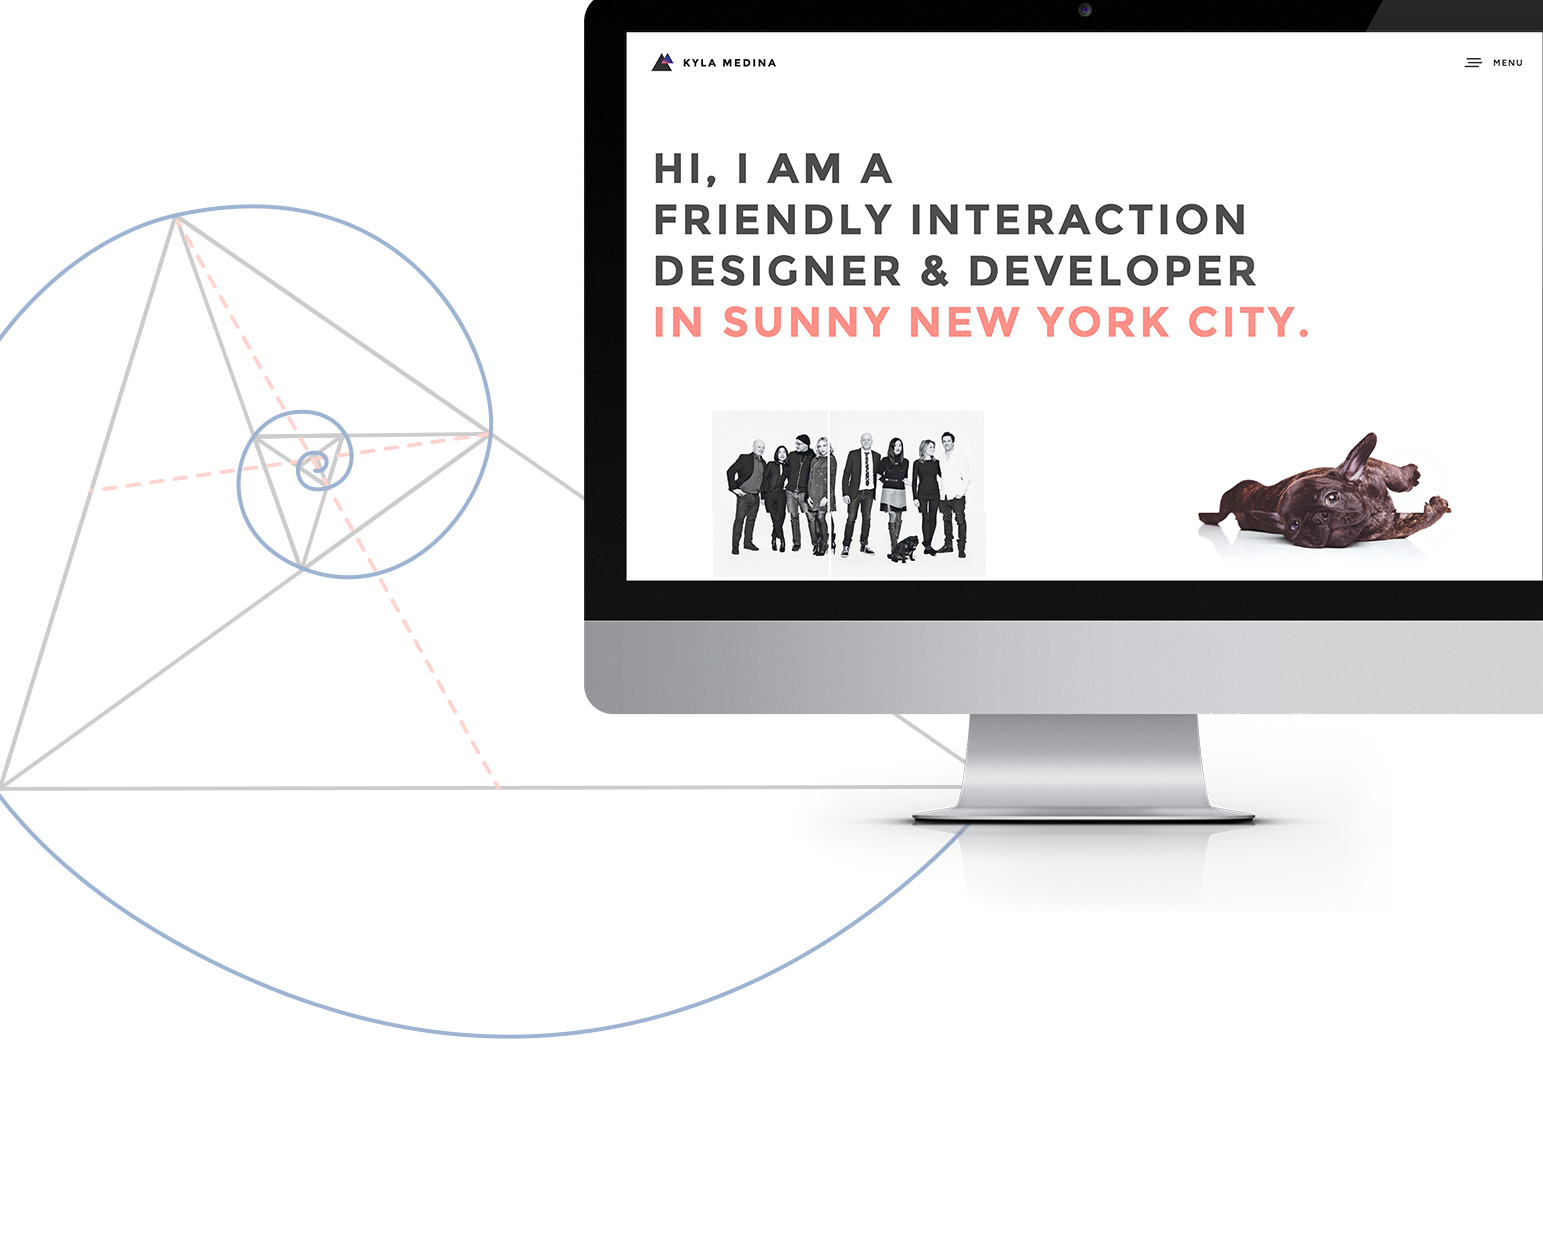 KYLA MEDINA
MENU
HI, I AM A
FRIENDLY INTERACTION
DESIGNER & DEVELOPER
IN SUNNY NEW YORK CITY.